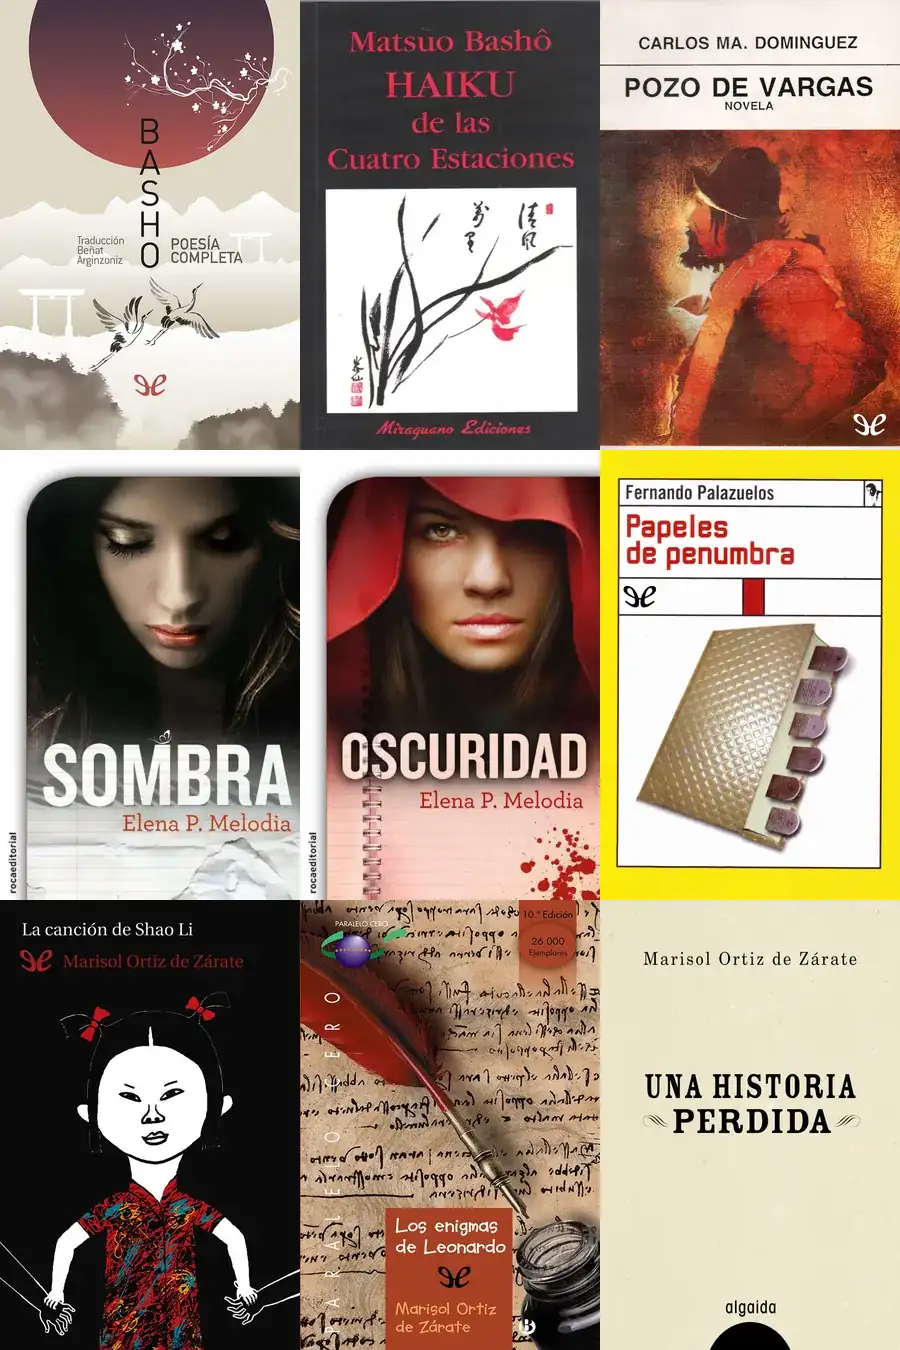 BASHO
Traducción
Beñat
Arginzoniz
POESÍA
COMPLETA
Matsuo Bashô
HAIKU
de las
Cuatro Estaciones
Miraguano Ediciones
CARLOS MA. DOMINGUEZ
POZO DE VARGAS
NOVELA
SOMBRA
Elena P. Melodia
rocaeditorial
OSCURIDAD
Elena P. Melodia
rocaeditorial
Fernando Palazuelos
Papeles
de penumbra
La canción de Shao Li
Marisol Ortiz de Zárate
PARALELO CERO
10.ª Edición
26 000
Ejemplares
PARALELO CERO
Los enigmas
de Leonardo
Marisol Ortiz
de Zárate
Marisol Ortiz de Zárate
UNA HISTORIA
PERDIDA
algaida